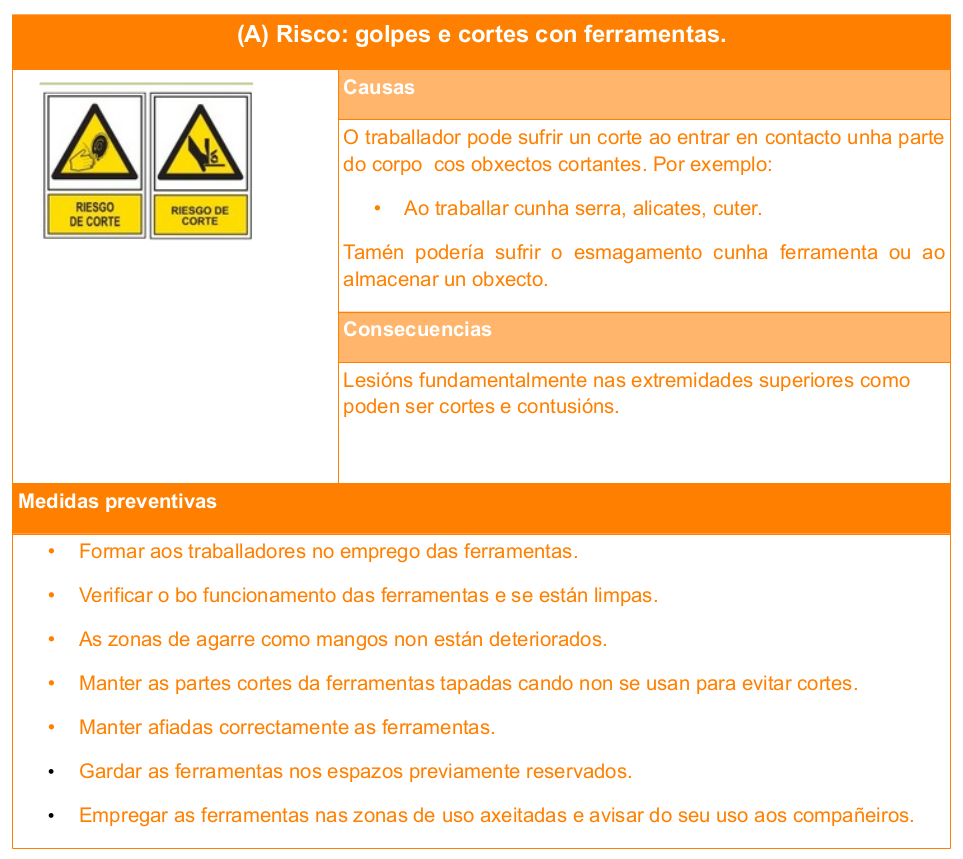 (A) Risco: golpes e cortes con ferramentas.
RIESGO
DE CORTE
RIESGO DE
CORTE
Causas
O traballador pode sufrir un corte ao entrar en contacto unha parte
do corpo  cos obxectos cortantes. Por exemplo:
• Ao traballar cunha serra, alicates, cuter.
Tamén podería sufrir o esmagamento cunha ferramenta ou ao
almacenar un obxecto.
Consecuencias
Lesións fundamentalmente nas extremidades superiores como
poden ser cortes e contusións.
Medidas preventivas
• Formar aos traballadores no emprego das ferramentas.
• Verificar o bo funcionamento das ferramentas e se están limpas.
• As zonas de agarre como mangos non están deteriorados.
• Manter as partes cortes da ferramentas tapadas cando non se usan para evitar cortes.
• Manter afiadas correctamente as ferramentas.
• Gardar as ferramentas nos espazos previamente reservados.
• Empregar as ferramentas nas zonas de uso axeitadas e avisar do seu uso aos compañeiros.